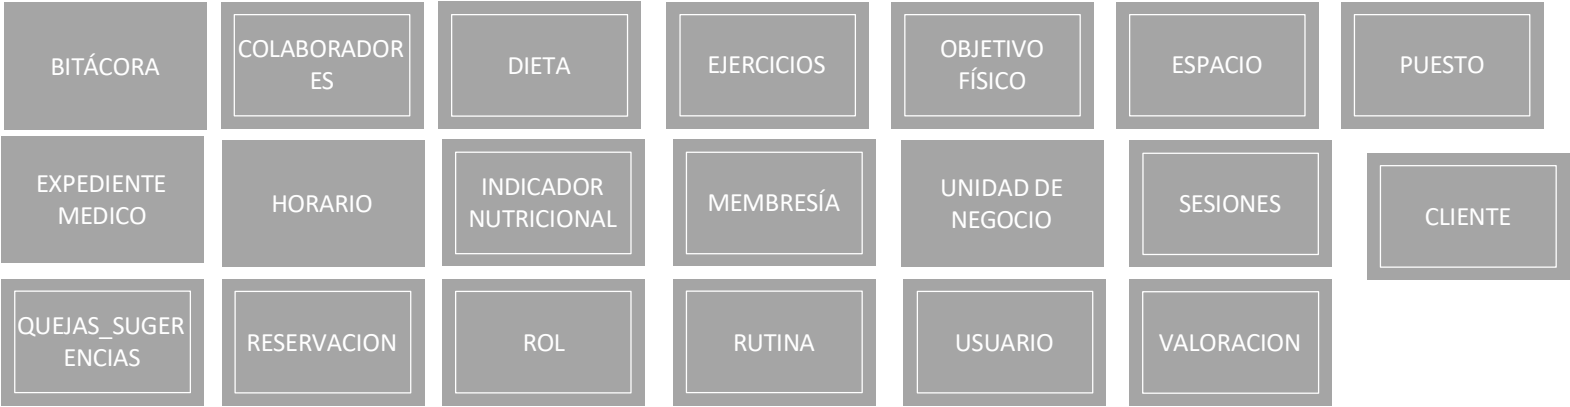 BITÁCORA
COLABORADOR
ES
DIETA
EJERCICIOS
OBJETIVO
FÍSICO
ESPACIO
PUESTO
EXPEDIENTE
MEDICO
HORARIO
INDICADOR
NUTRICIONAL
MEMBRESÍA
UNIDAD DE
NEGOCIO
SESIONES
CLIENTE
QUEJAS_SUGER
ENCIAS
RESERVACION
ROL
RUTINA
USUARIO
VALORACION